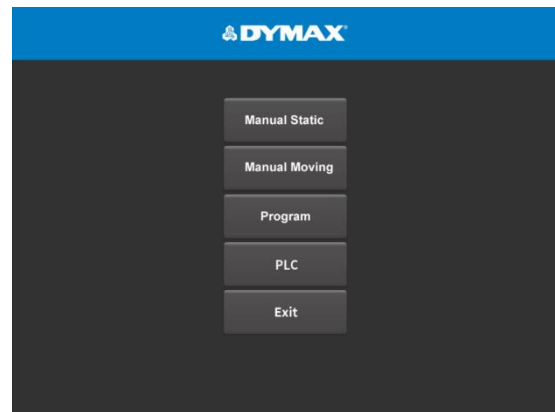 DYMAX
Manual Static
Manual Moving
Program
PLC
Exit